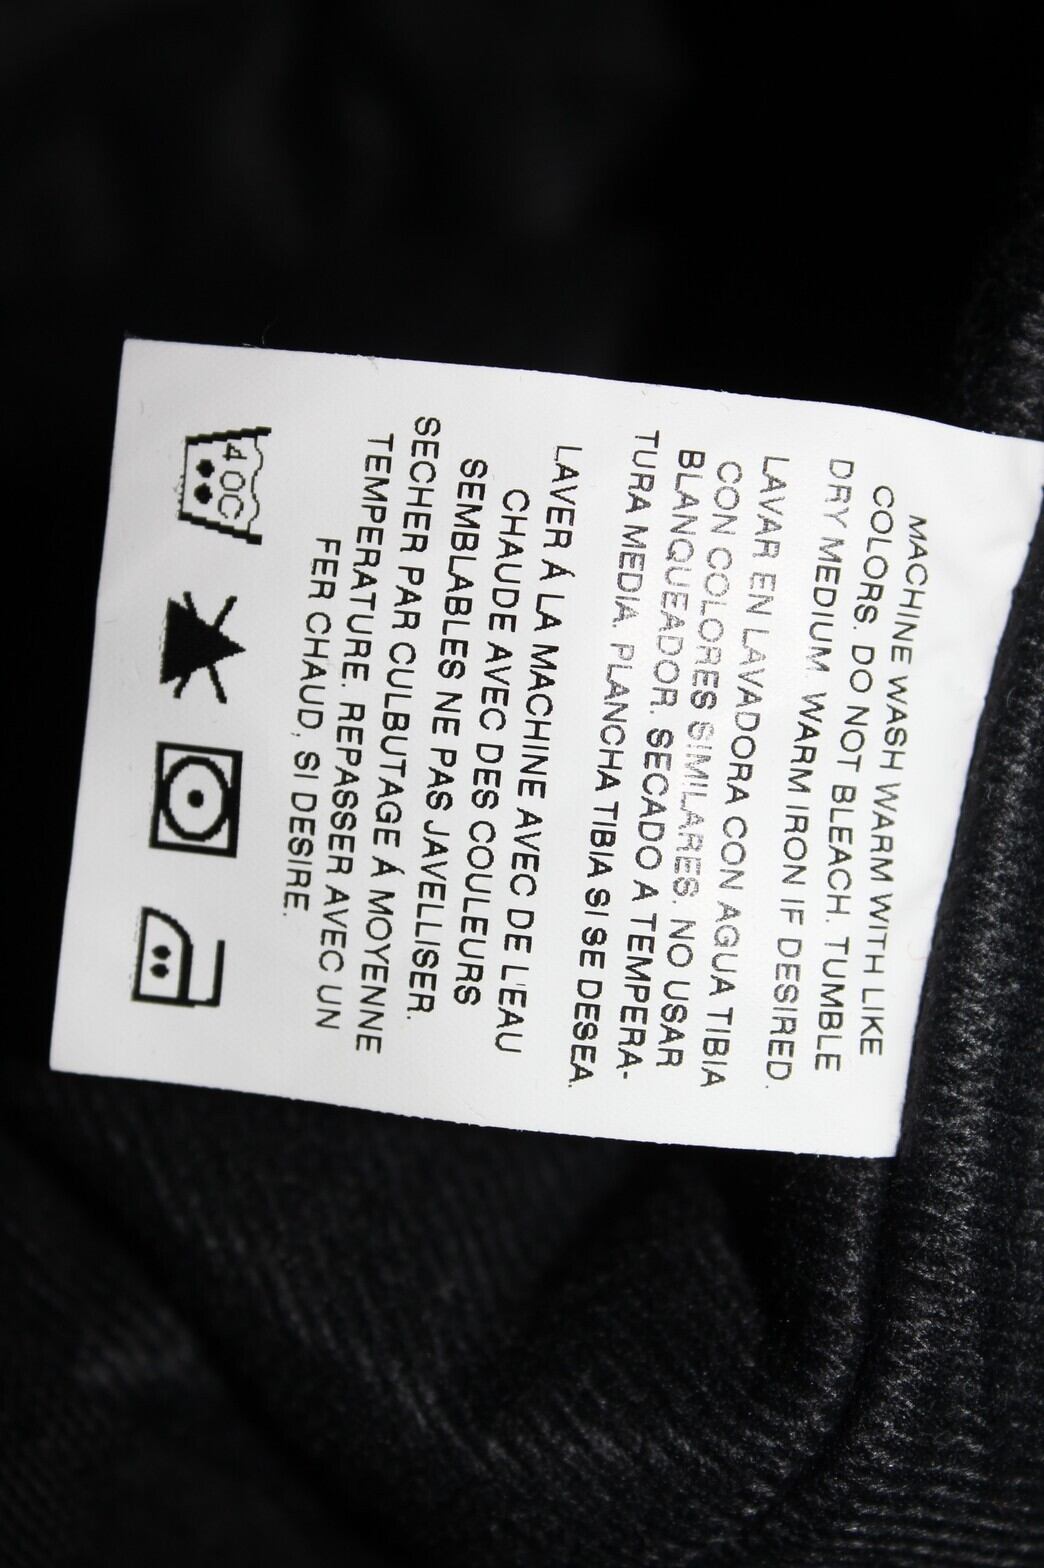 MACHINE WASH WARM WITH LIKE
COLORS. DO NOT BLEACH. TUMBLE
DRY MEDIUM. WARM IRON IF DESIRED.
LAVAR EN LAVADORA CON AGUA TIBIA
CON COLORES SIMILARES. NO USAR
BLANQUEADOR. SECADO A TEMPERA-
TURA MEDIA. PLANCHA TIBIA SI SE DESEA.
LAVER Á LA MACHINE AVEC DE L'EAU
CHAUDE AVEC DES COULEURS
SEMBLABLES NE PAS JAVELLISER.
SECHER PAR CULBUTAGE Á MOYENNE
TEMPERATURE. REPASSER AVEC UN
FER CHAUD, SI DESIRE.
40C